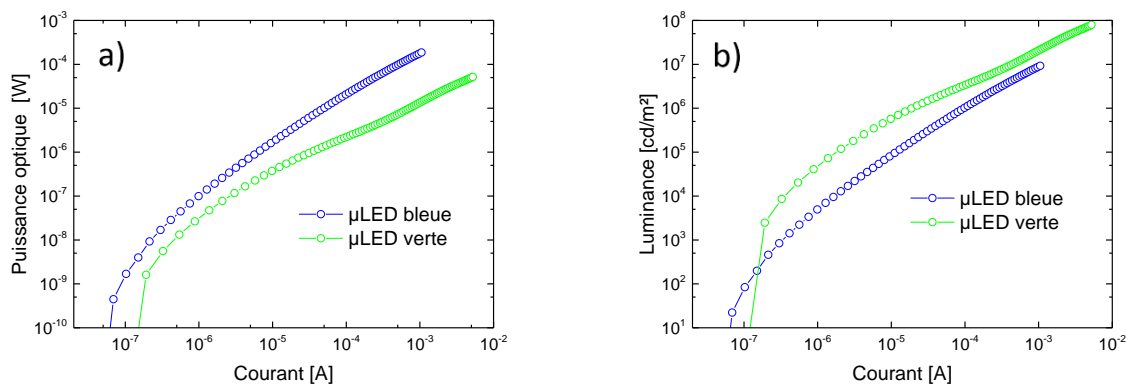 a)
Puissance optique [W]
10⁻³
10⁻⁴
10⁻⁵
10⁻⁶
10⁻⁷
10⁻⁸
10⁻⁹
10⁻¹⁰
µLED bleue
µLED verte
10⁻⁷ 10⁻⁶ 10⁻⁵ 10⁻⁴ 10⁻³ 10⁻²
Courant [A]
b)
Luminance [cd/m²]
10⁸
10⁷
10⁶
10⁵
10⁴
10³
10²
10¹
µLED bleue
µLED verte
10⁻⁷ 10⁻⁶ 10⁻⁵ 10⁻⁴ 10⁻³ 10⁻²
Courant [A]